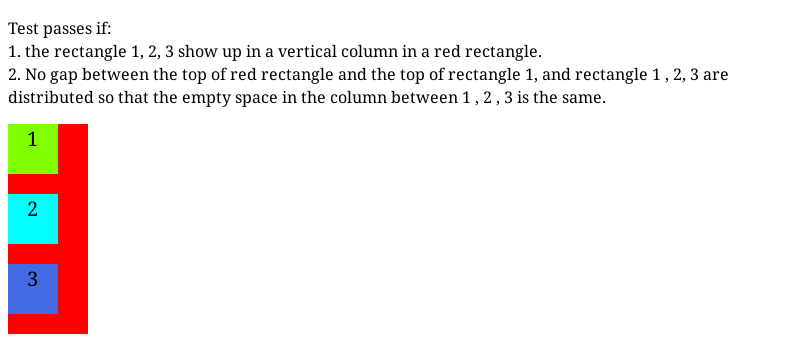 Test passes if:
1. the rectangle 1, 2, 3 show up in a vertical column in a red rectangle.
2. No gap between the top of red rectangle and the top of rectangle 1, and rectangle 1 , 2, 3 are
distributed so that the empty space in the column between 1 , 2 , 3 is the same.
1
2
3